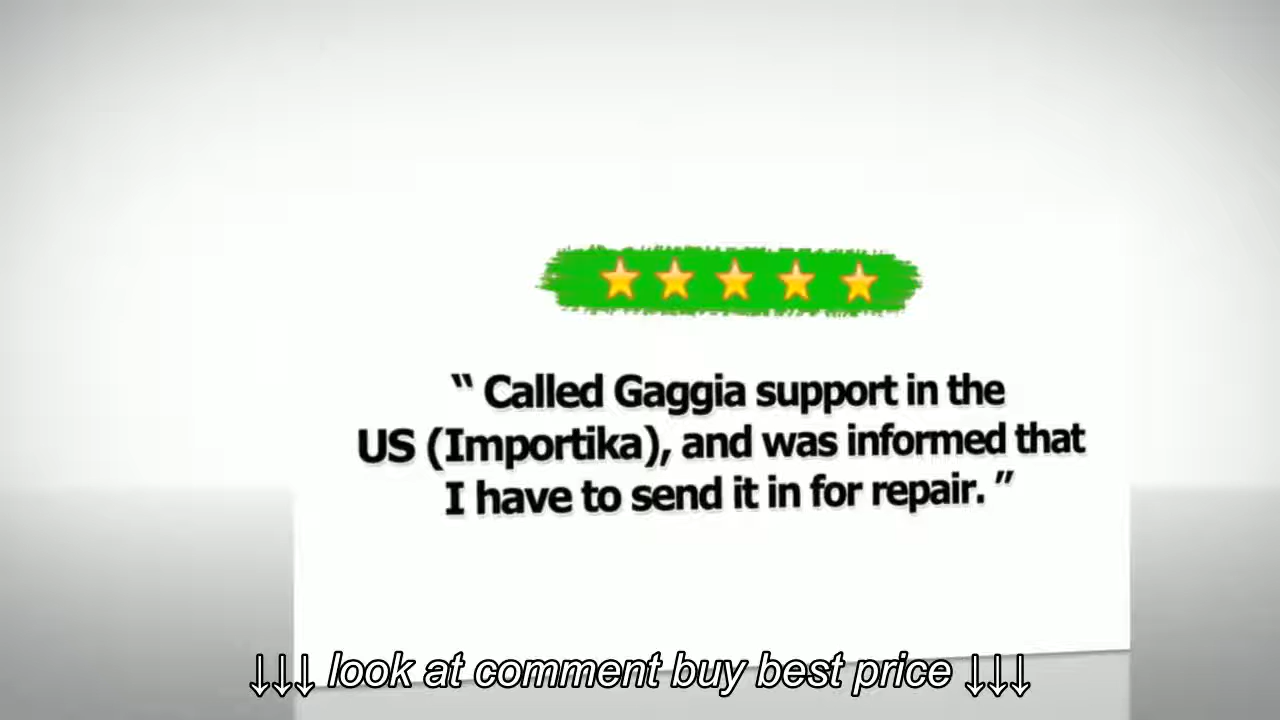 “ Called Gaggia support in the
US (Importika), and was informed that
I have to send it in for repair. ”
↓↓↓ look at comment buy best price ↓↓↓